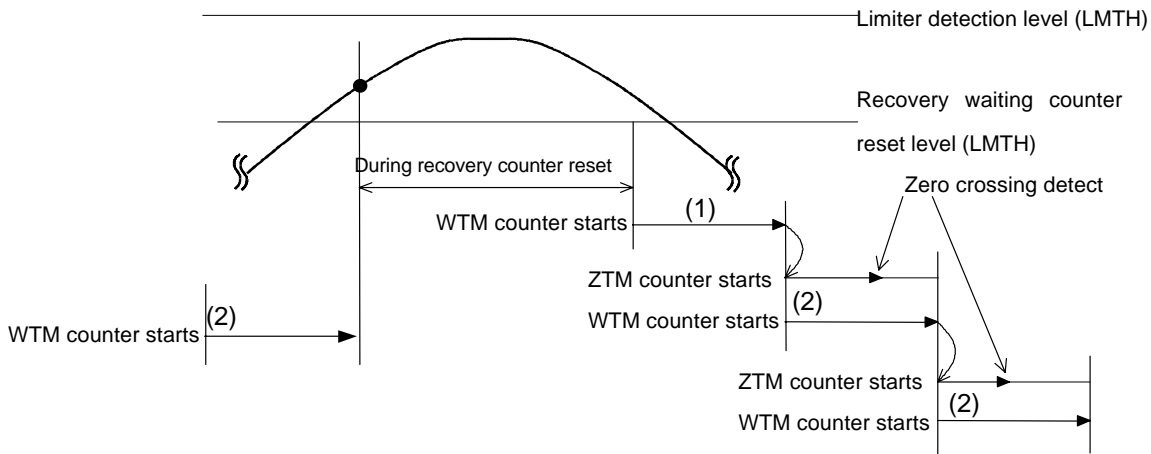 Limiter detection level (LMTH)
Recovery waiting counter
reset level (LMTH)
During recovery counter reset
Zero crossing detect
WTM counter starts
(1)
ZTM counter starts
(2)
WTM counter starts
(2)
WTM counter starts
ZTM counter starts
(2)
WTM counter starts